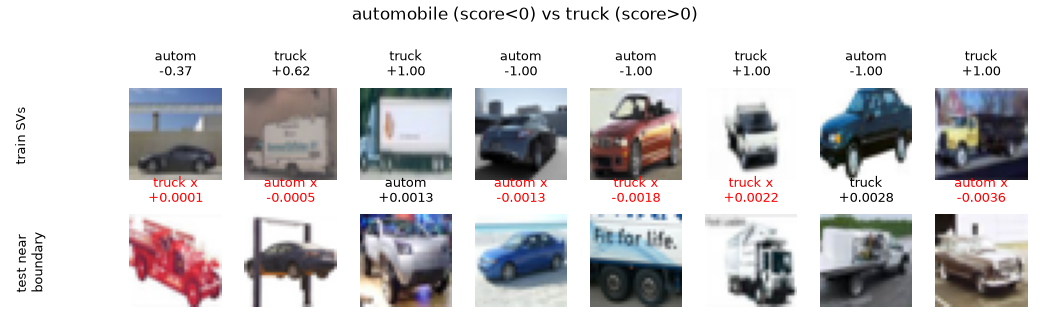 automobile (score<0) vs truck (score>0)
autom truck truck autom autom truck autom truck
-0.37 +0.62 +1.00 -1.00 -1.00 +1.00 -1.00 +1.00
train SVs
truck x autom x autom autom x truck x truck x truck autom x
+0.0001 -0.0005 +0.0013 -0.0013 -0.0018 +0.0022 +0.0028 -0.0036
test near
boundary
Fit for life.